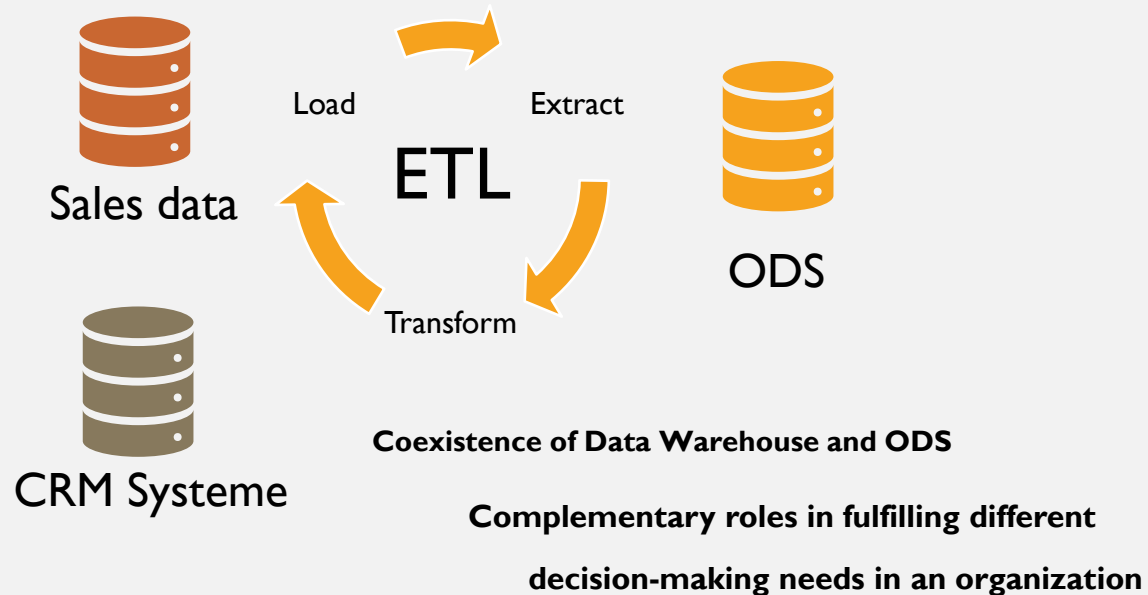 Load
Extract
ETL
Sales data
ODS
Transform
CRM Systeme
Coexistence of Data Warehouse and ODS
Complementary roles in fulfilling different
decision-making needs in an organization